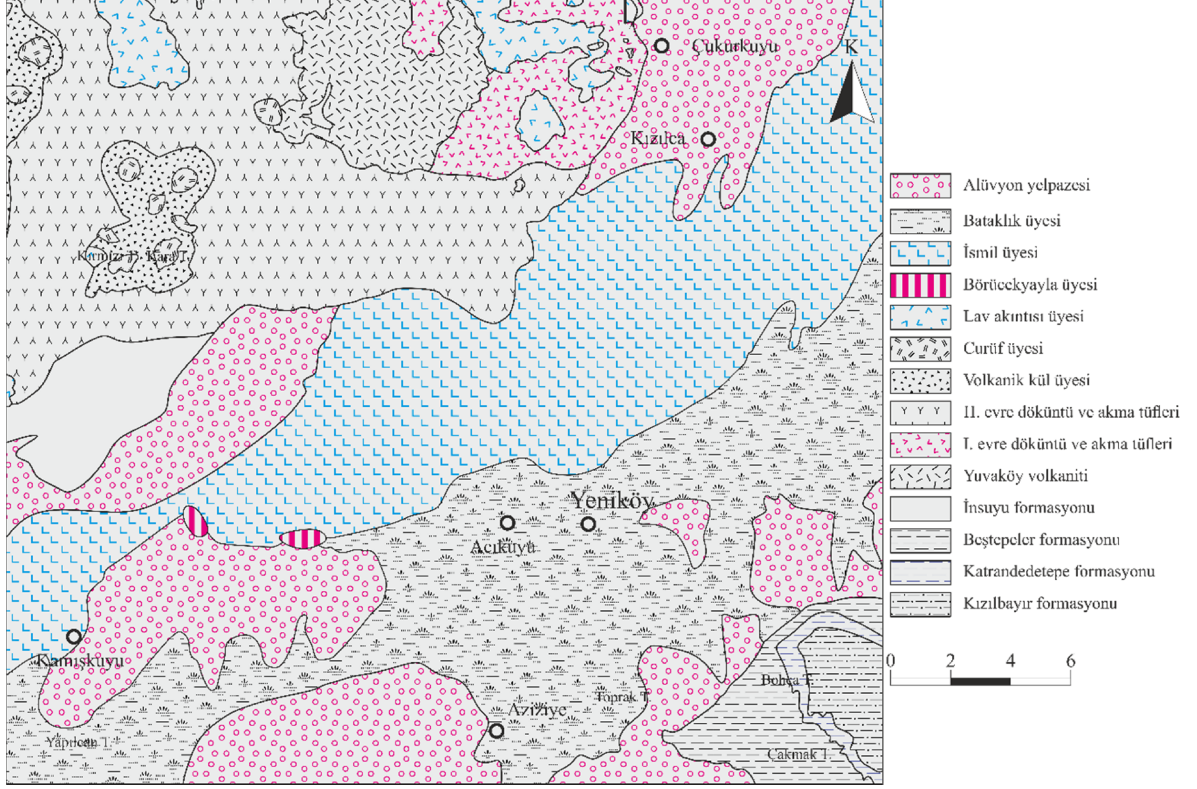 Çukurkuyu
K
Kızılca
Kırmızı T. Kara T.
Yeniköy
Acıkuyu
Kamışkuyu
Bohça T.
Toprak T.
Aziziye
Yapılcan T.
Çakmak T.
Alüvyon yelpazesi
Bataklık üyesi
İsmil üyesi
Börücekyayla üyesi
Lav akıntısı üyesi
Curüf üyesi
Volkanik kül üyesi
II. evre döküntü ve akma tüfleri
I. evre döküntü ve akma tüfleri
Yuvaköy volkaniti
İnsuyu formasyonu
Beştepeler formasyonu
Katrandedetepe formasyonu
Kızılbayır formasyonu
0 2 4 6